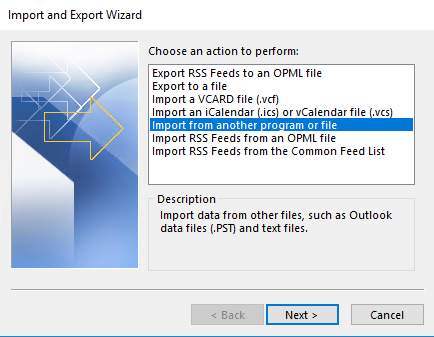 Import and Export Wizard
Choose an action to perform:
Export RSS Feeds to an OPML file
Export to a file
Import a VCARD file (.vcf)
Import an iCalendar (.ics) or vCalendar file (.vcs)
Import from another program or file
Import RSS Feeds from an OPML file
Import RSS Feeds from the Common Feed List
Description
Import data from other files, such as Outlook
data files (.PST) and text files.
< Back
Next >
Cancel